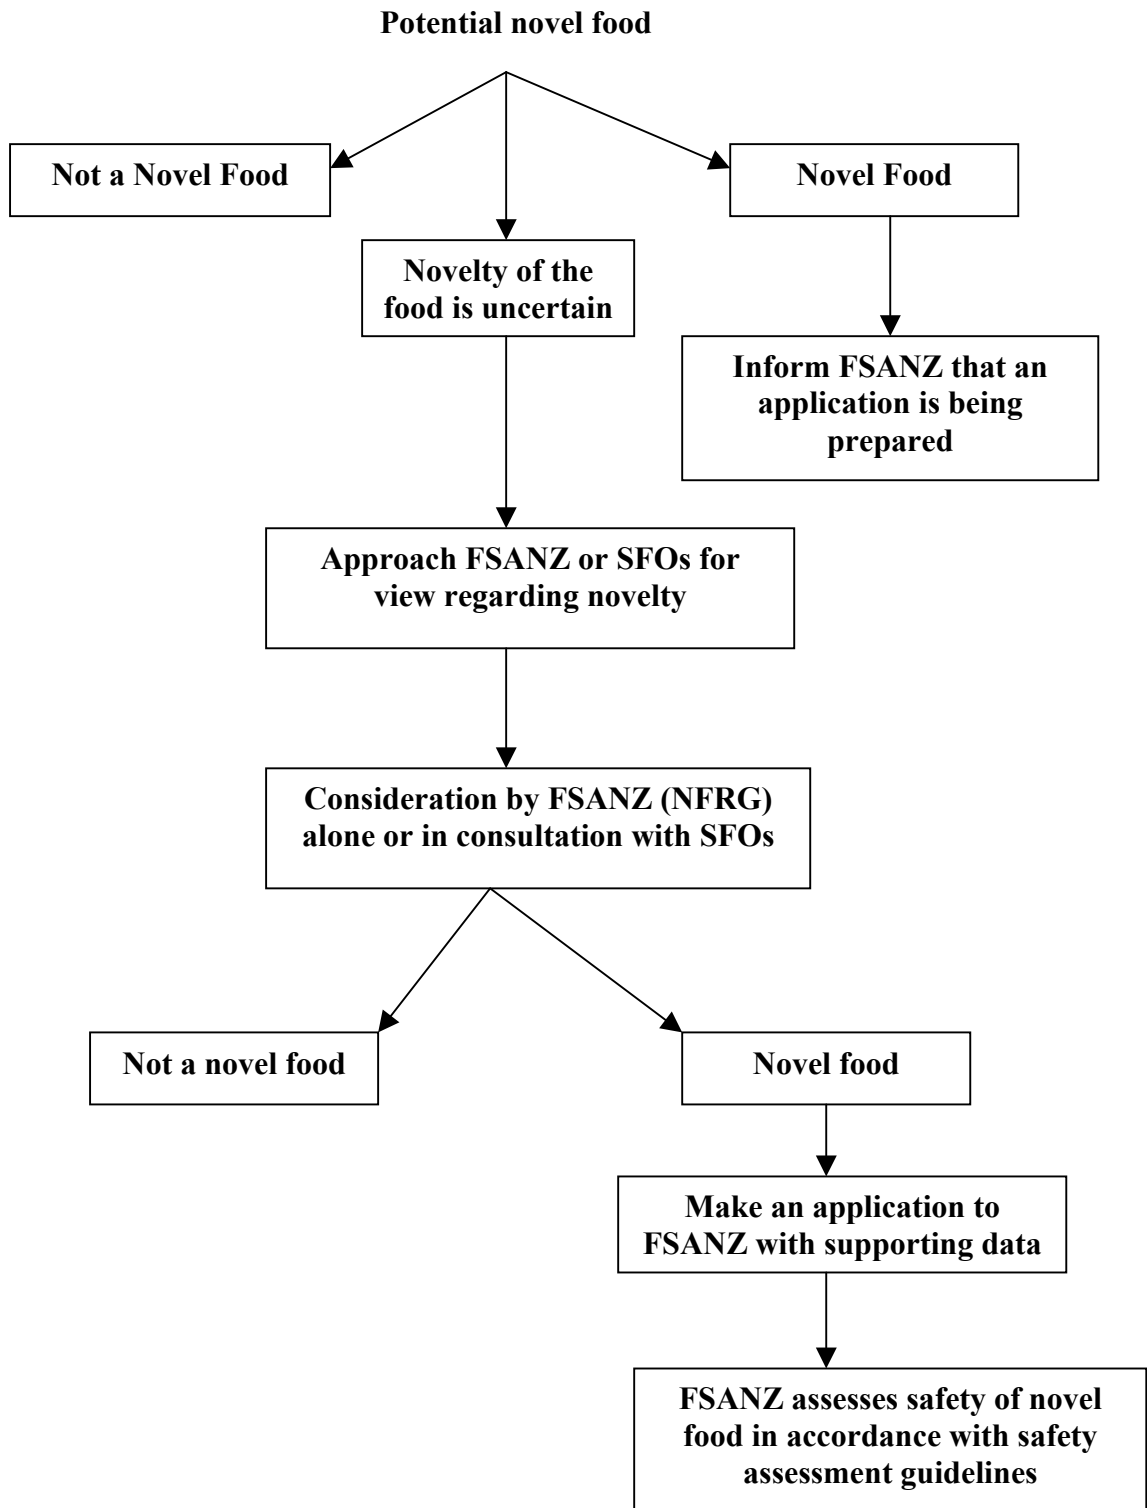 Potential novel food
Not a Novel Food
Novel Food
Novelty of the
food is uncertain
Inform FSANZ that an
application is being
prepared
Approach FSANZ or SFOs for
view regarding novelty
Consideration by FSANZ (NFRG)
alone or in consultation with SFOs
Not a novel food
Novel food
Make an application to
FSANZ with supporting data
FSANZ assesses safety of novel
food in accordance with safety
assessment guidelines